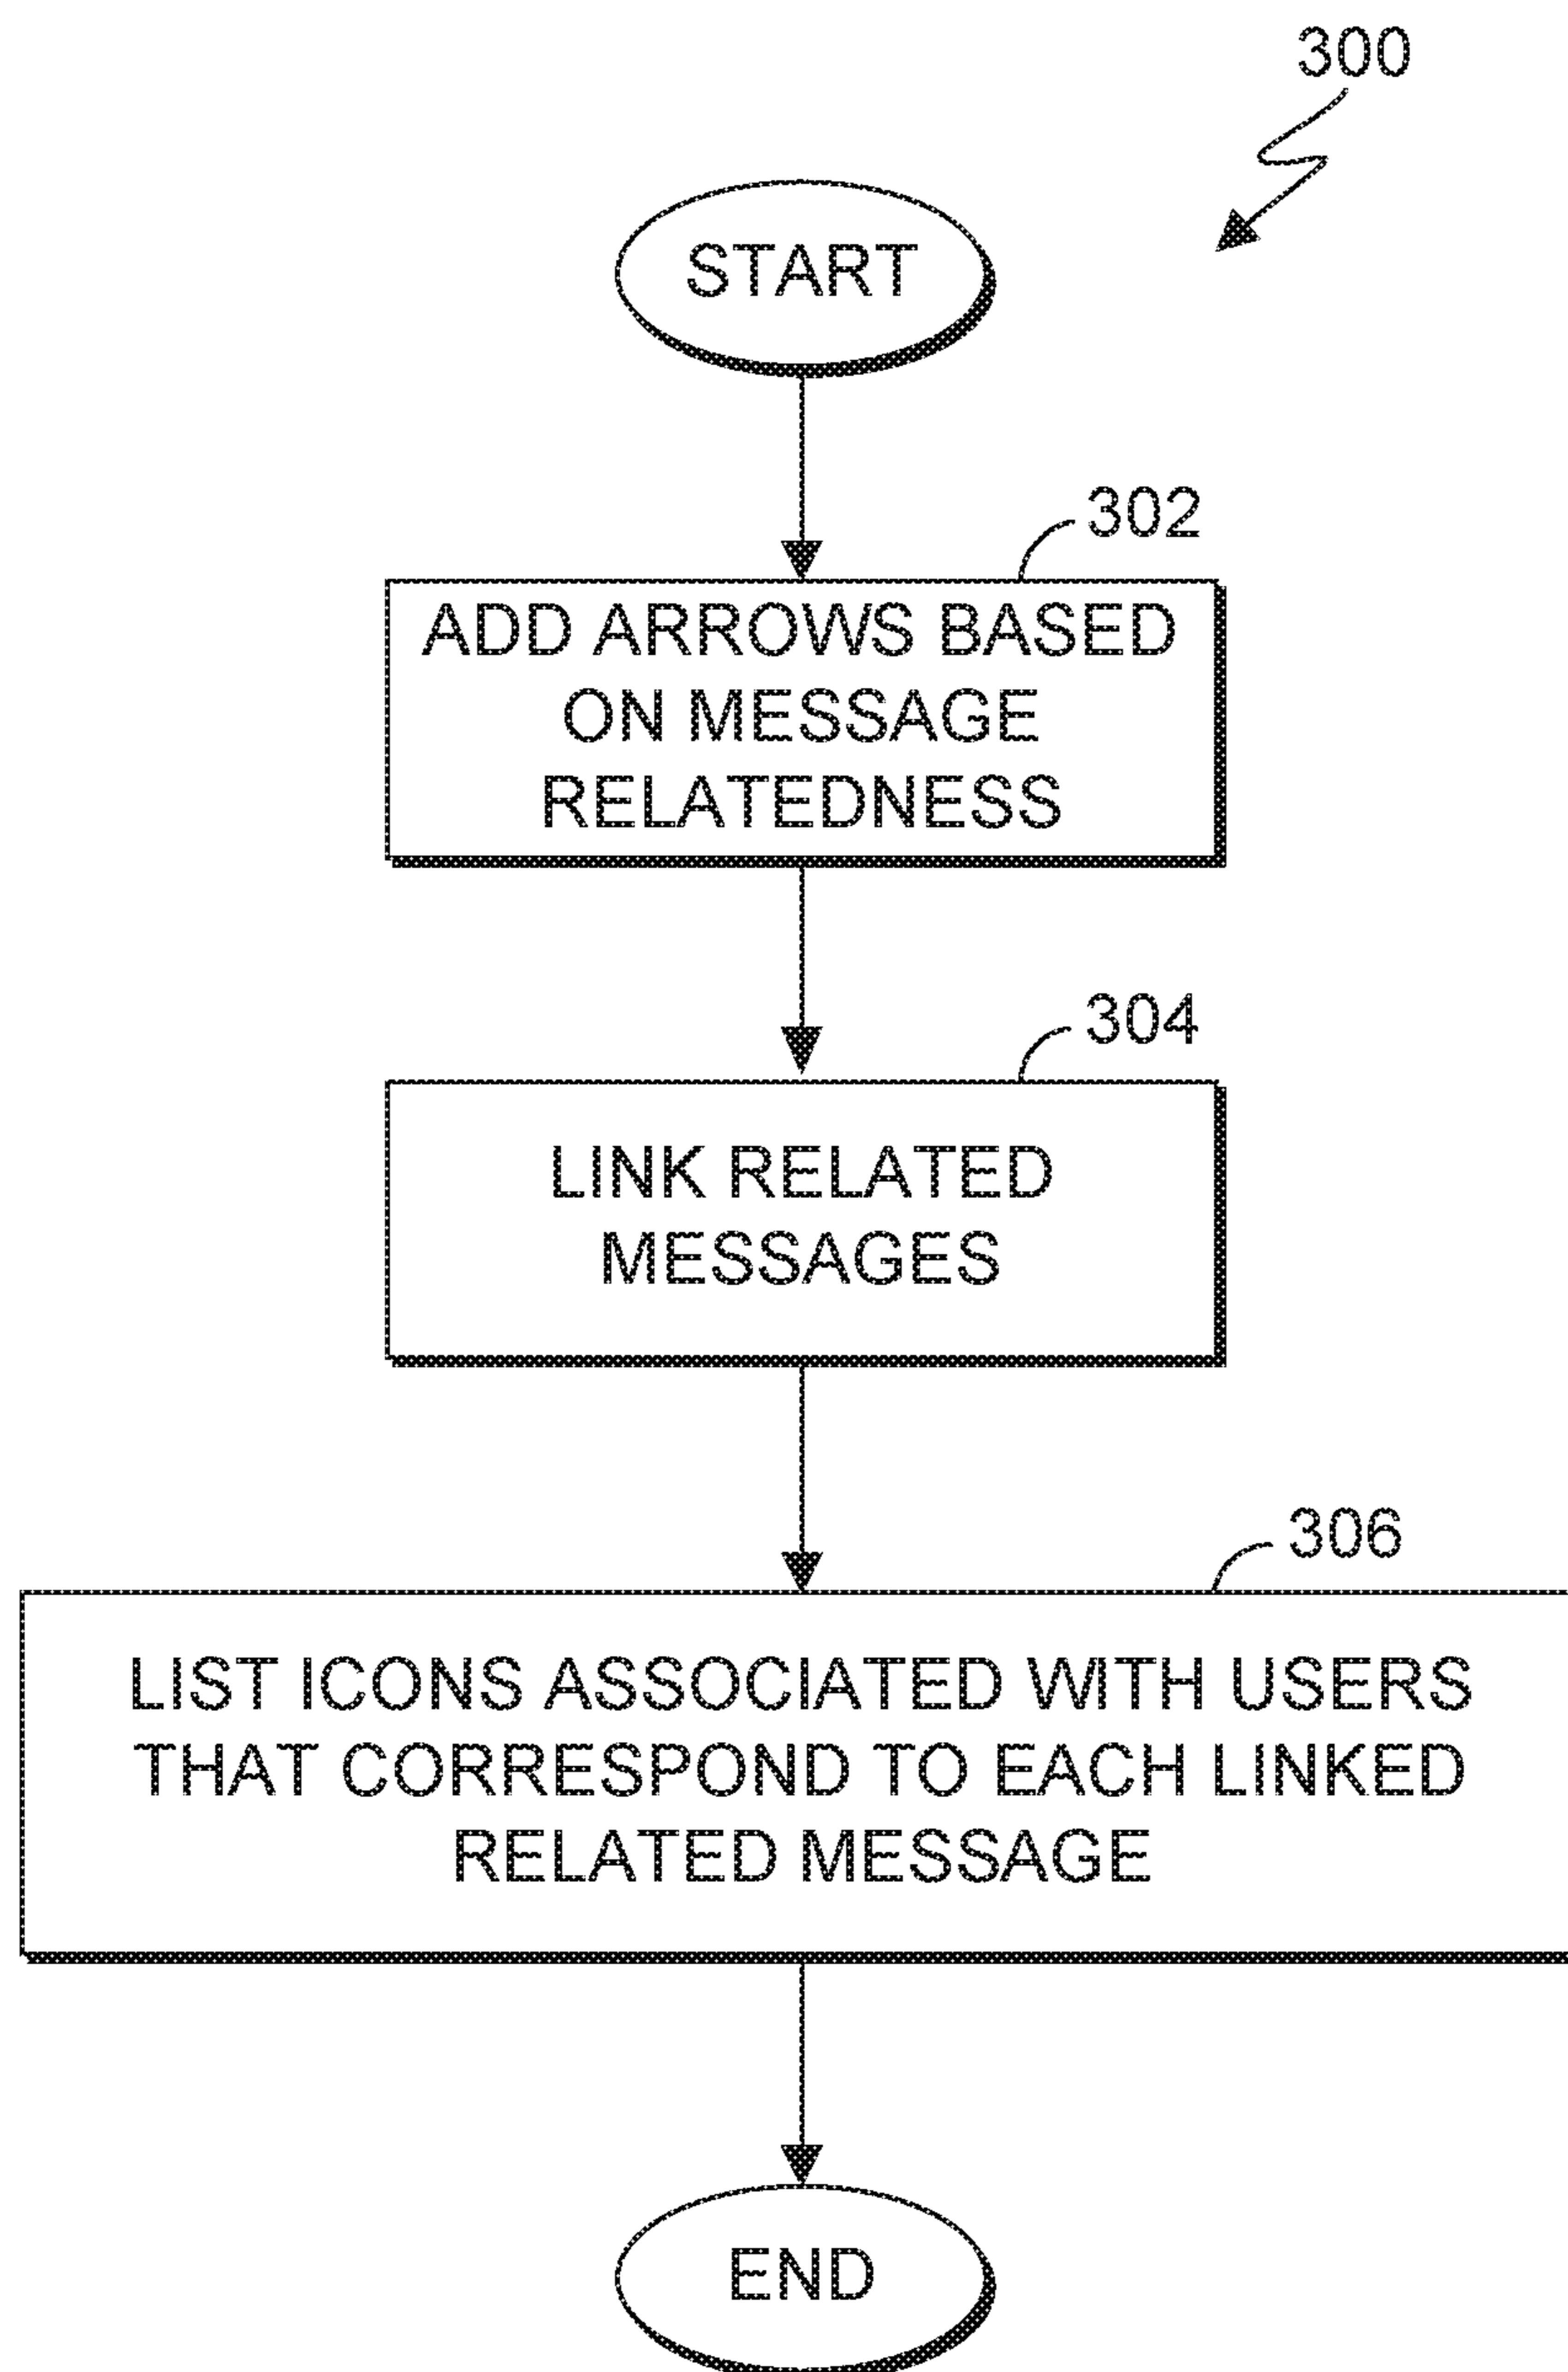 300
START
302
ADD ARROWS BASED
ON MESSAGE
RELATEDNESS
304
LINK RELATED
MESSAGES
306
LIST ICONS ASSOCIATED WITH USERS
THAT CORRESPOND TO EACH LINKED
RELATED MESSAGE
END